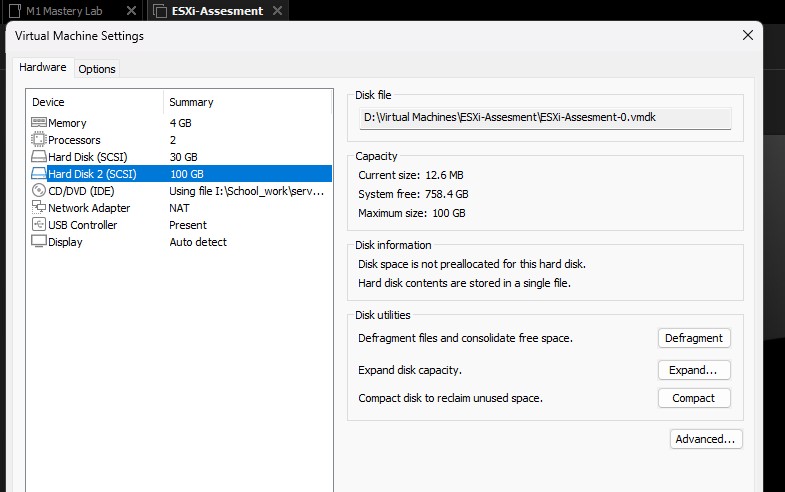 M1 Mastery Lab
ESXi-Assesment
Virtual Machine Settings
Hardware
Options
Device Summary
Memory 4 GB
Processors 2
Hard Disk (SCSI) 30 GB
Hard Disk 2 (SCSI) 100 GB
CD/DVD (IDE) Using file I:\School_work\serv...
Network Adapter NAT
USB Controller Present
Display Auto detect
Disk file
D:\Virtual Machines\ESXi-Assesment\ESXi-Assesment-0.vmdk
Capacity
Current size: 12.6 MB
System free: 758.4 GB
Maximum size: 100 GB
Disk information
Disk space is not preallocated for this hard disk.
Hard disk contents are stored in a single file.
Disk utilities
Defragment files and consolidate free space. Defragment
Expand disk capacity. Expand...
Compact disk to reclaim unused space. Compact
Advanced...